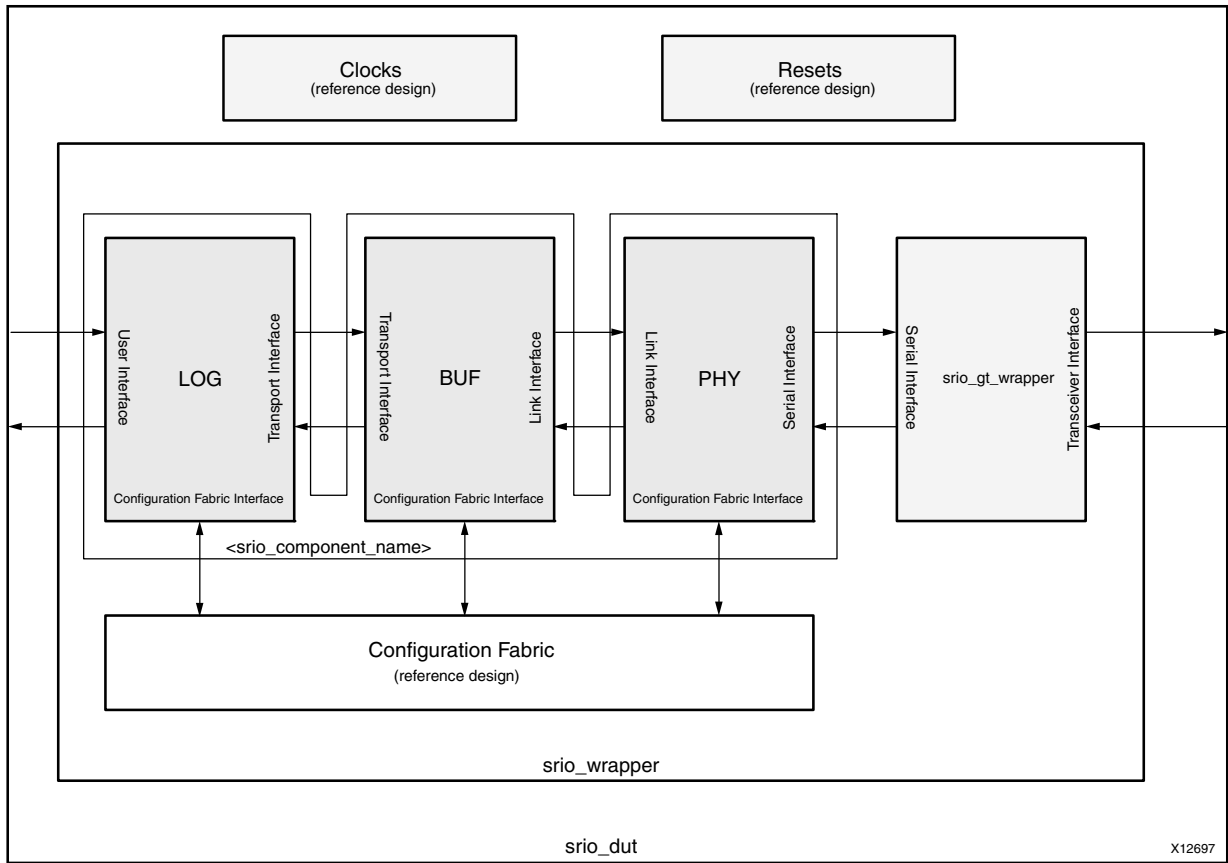 Clocks
(reference design)
Resets
(reference design)
User Interface
LOG
Transport Interface
Configuration Fabric Interface
Transport Interface
BUF
Link Interface
Configuration Fabric Interface
Link Interface
PHY
Serial Interface
Configuration Fabric Interface
Serial Interface
srio_gt_wrapper
Transceiver Interface
<srio_component_name>
Configuration Fabric
(reference design)
srio_wrapper
srio_dut
X12697